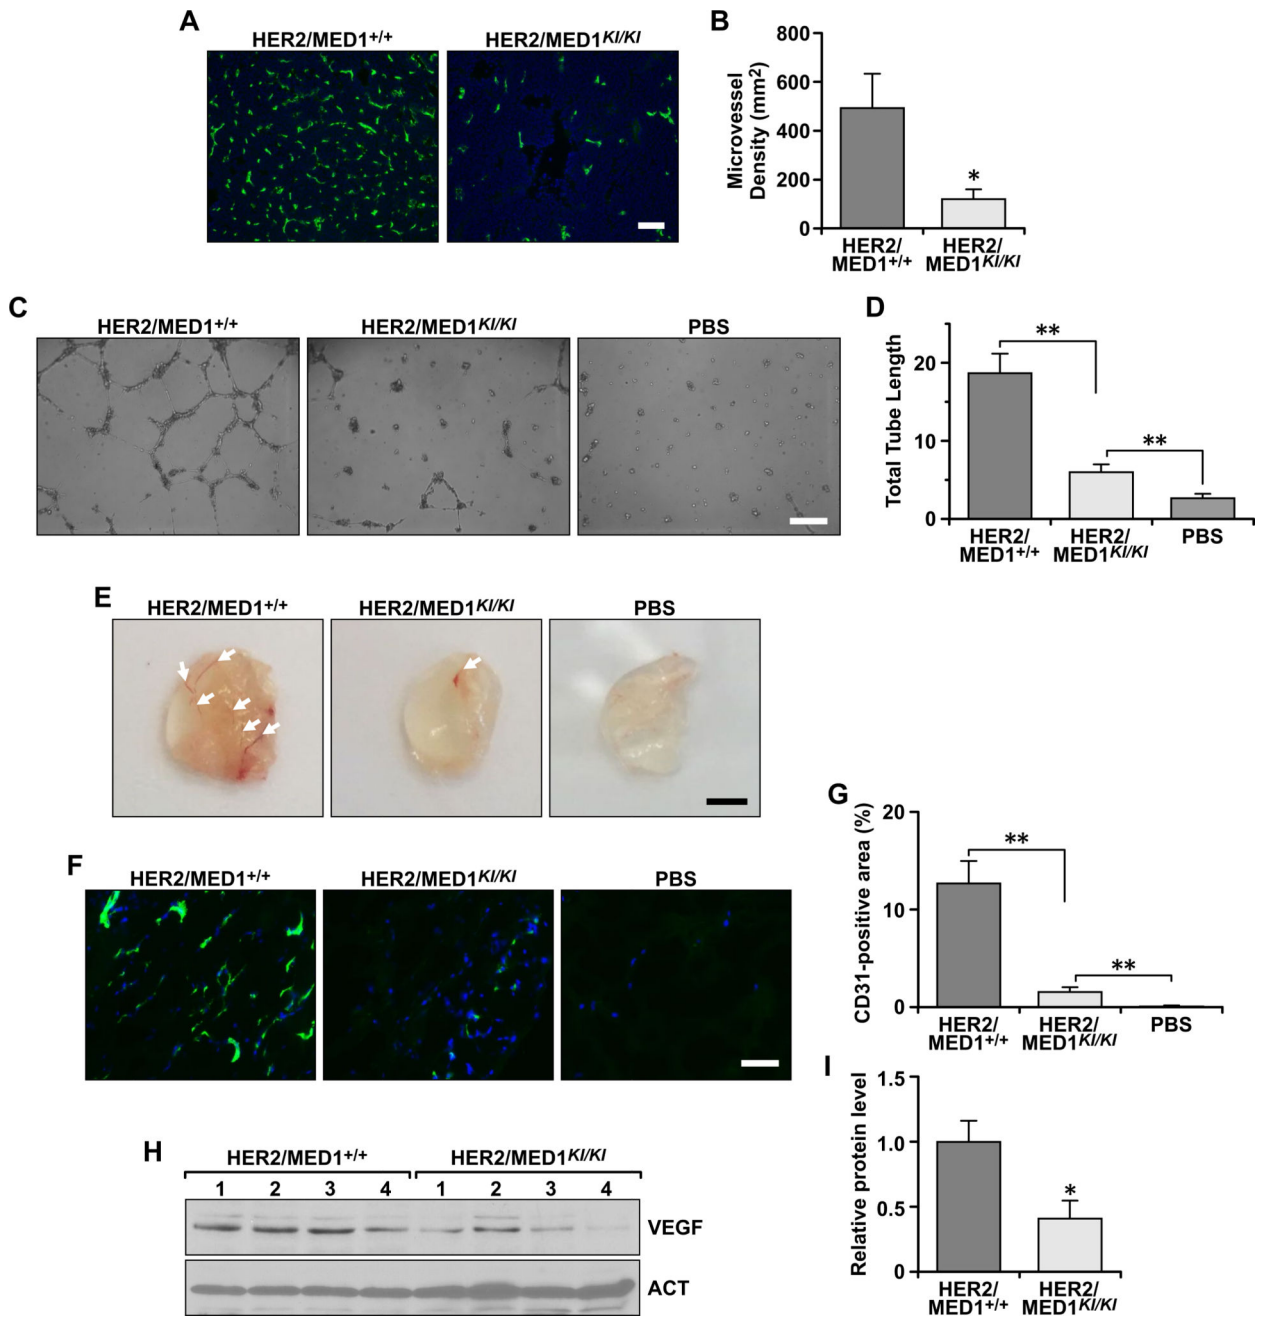 A
HER2/MED1+/+
HER2/MED1KI/KI
B
Microvessel
Density (mm2)
800
600
400
200
0
*
HER2/
MED1+/+
HER2/
MED1KI/KI
C
HER2/MED1+/+
HER2/MED1KI/KI
PBS
D
Total Tube Length
20
10
0
**
**
HER2/
MED1+/+
HER2/
MED1KI/KI
PBS
E
HER2/MED1+/+
HER2/MED1KI/KI
PBS
F
HER2/MED1+/+
HER2/MED1KI/KI
PBS
G
CD31-positive area (%)
20
10
0
**
**
HER2/
MED1+/+
HER2/
MED1KI/KI
PBS
H
HER2/MED1+/+
HER2/MED1KI/KI
1 2 3 4 1 2 3 4
VEGF
ACT
I
Relative protein level
1.5
1.0
0.5
0
*
HER2/
MED1+/+
HER2/
MED1KI/KI